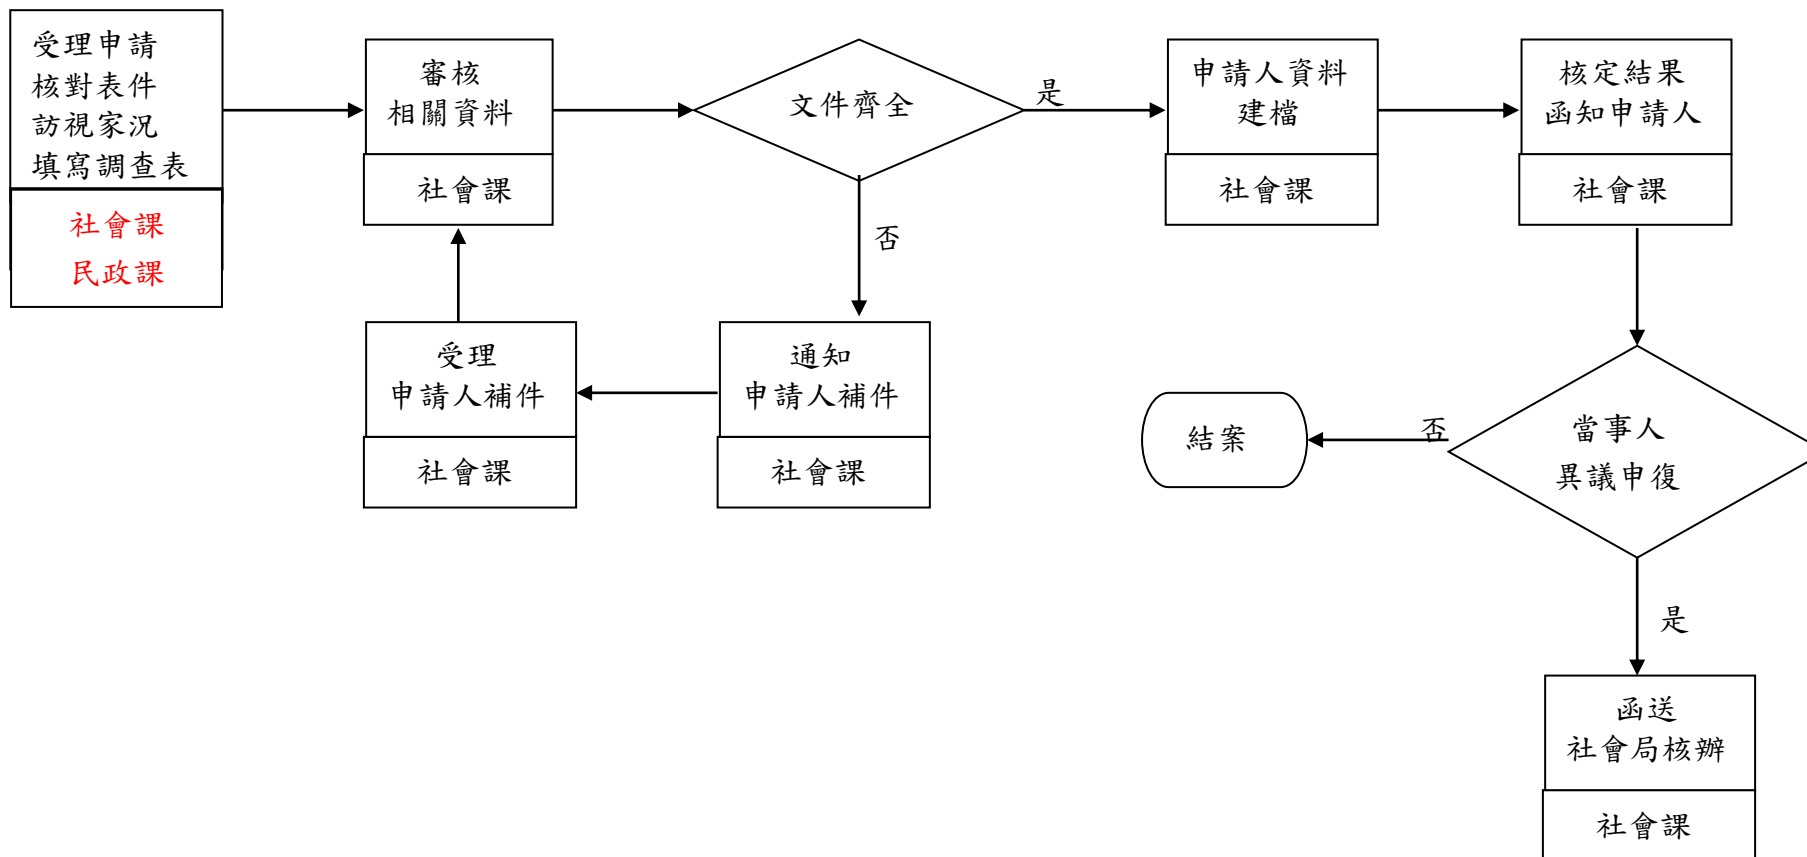 受理申請
核對表件
訪視家況
填寫調查表
社會課
民政課
審核
相關資料
社會課
文件齊全
是
否
申請人資料
建檔
社會課
核定結果
函知申請人
社會課
受理
申請人補件
社會課
通知
申請人補件
社會課
結案
否
當事人
異議申復
是
函送
社會局核辦
社會課